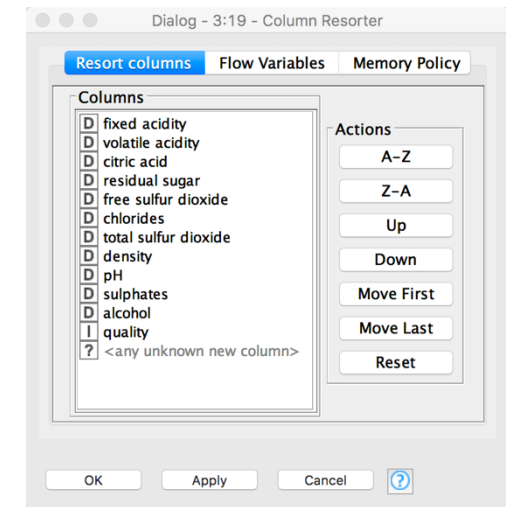 Dialog - 3:19 - Column Resorter
Resort columns Flow Variables Memory Policy
Columns
D fixed acidity
D volatile acidity
D citric acid
D residual sugar
D free sulfur dioxide
D chlorides
D total sulfur dioxide
D density
D pH
D sulphates
D alcohol
I quality
? <any unknown new column>
Actions
A-Z
Z-A
Up
Down
Move First
Move Last
Reset
OK Apply Cancel ?